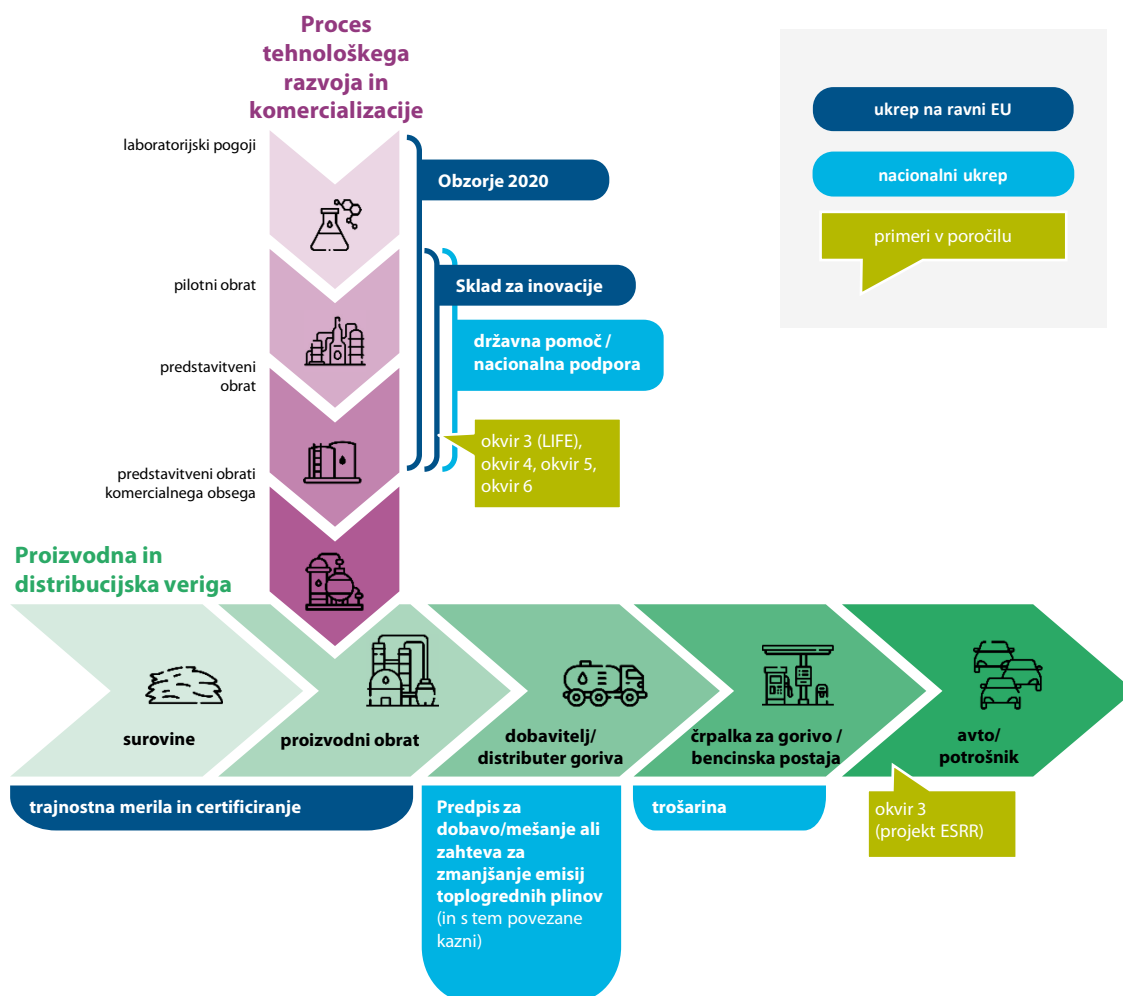 Proces
tehnološkega
razvoja in
komercializacije
laboratorijski pogoji
pilotni obrat
predstavitveni
obrat
predstavitveni obrati
komercialnega obsega
Obzorje 2020
Sklad za inovacije
državna pomoč /
nacionalna podpora
okvir 3 (LIFE),
okvir 4, okvir 5,
okvir 6
ukrep na ravni EU
nacionalni ukrep
primeri v poročilu
Proizvodna in
distribucijska veriga
surovine
proizvodni obrat
dobavitelj/
distributer goriva
črpalka za gorivo /
bencinska postaja
avto/
potrošnik
trajnostna merila in certificiranje
Predpis za
dobavo/mešanje ali
zahteva za
zmanjšanje emisij
toplogrednih plinov
(in s tem povezane
kazni)
trošarina
okvir 3
(projekt ESRR)